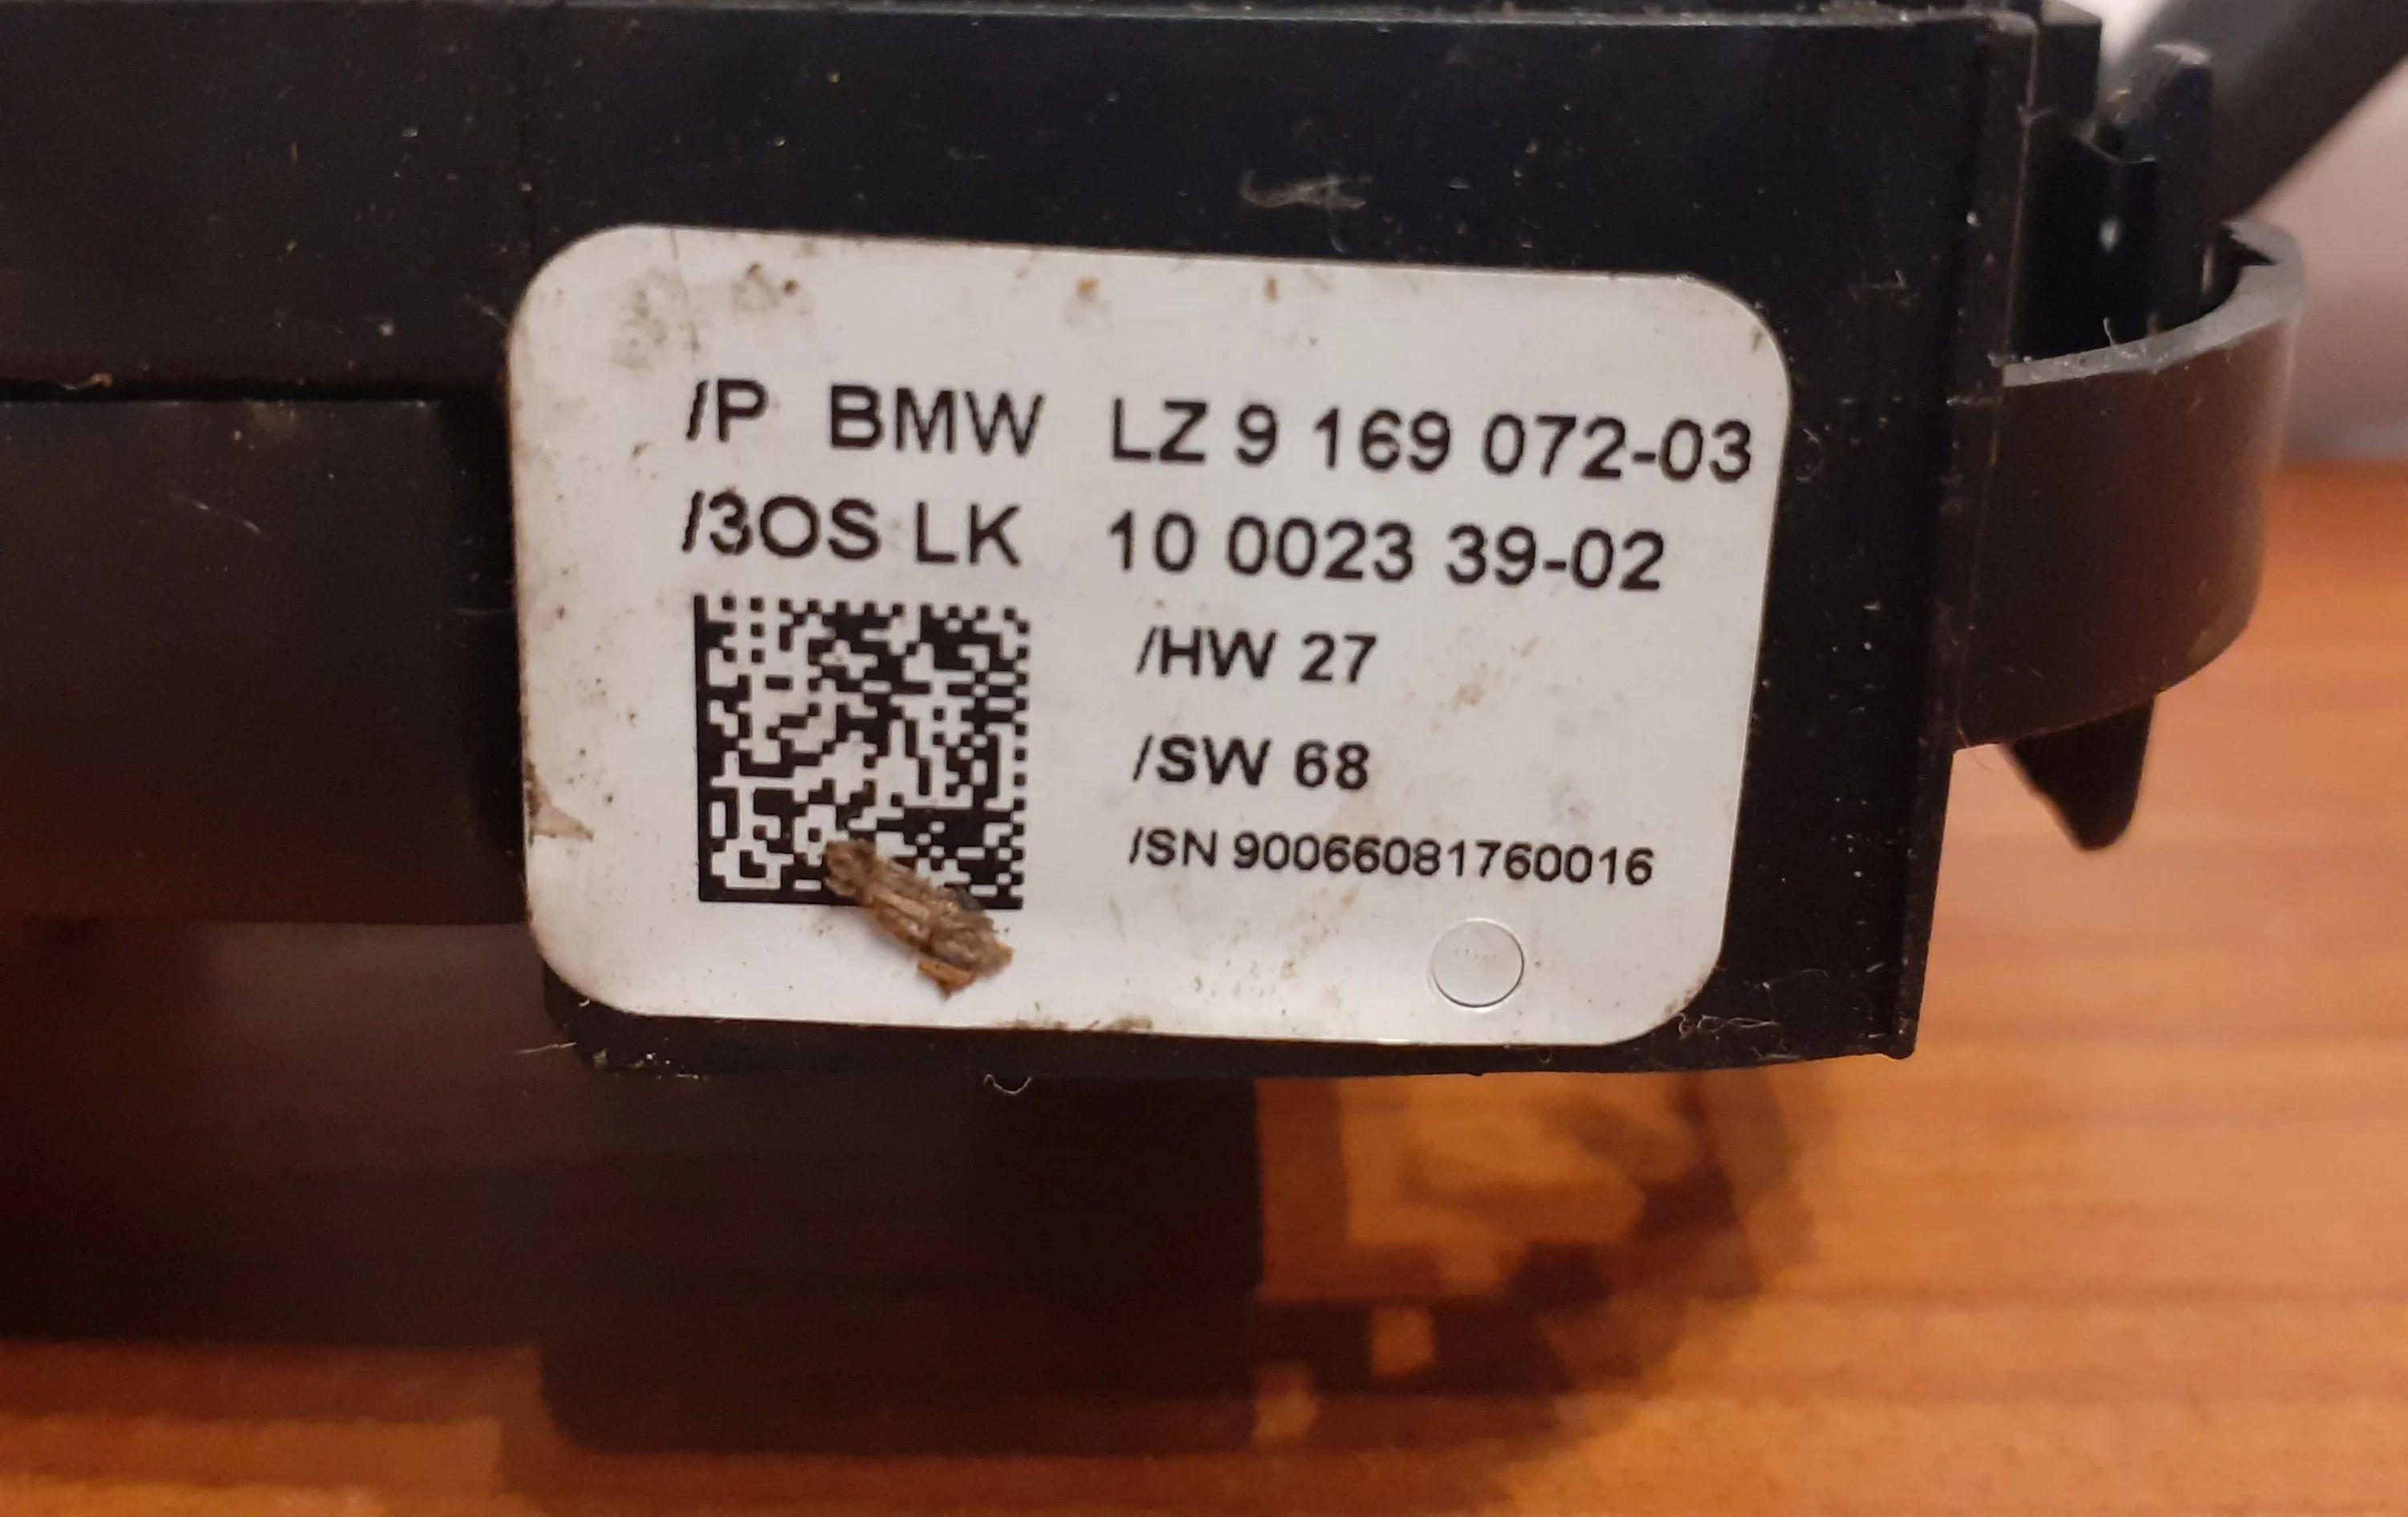 /P BMW LZ 9 169 072-03
/3OS LK 10 0023 39-02
/HW 27
/SW 68
/SN 90066081760016